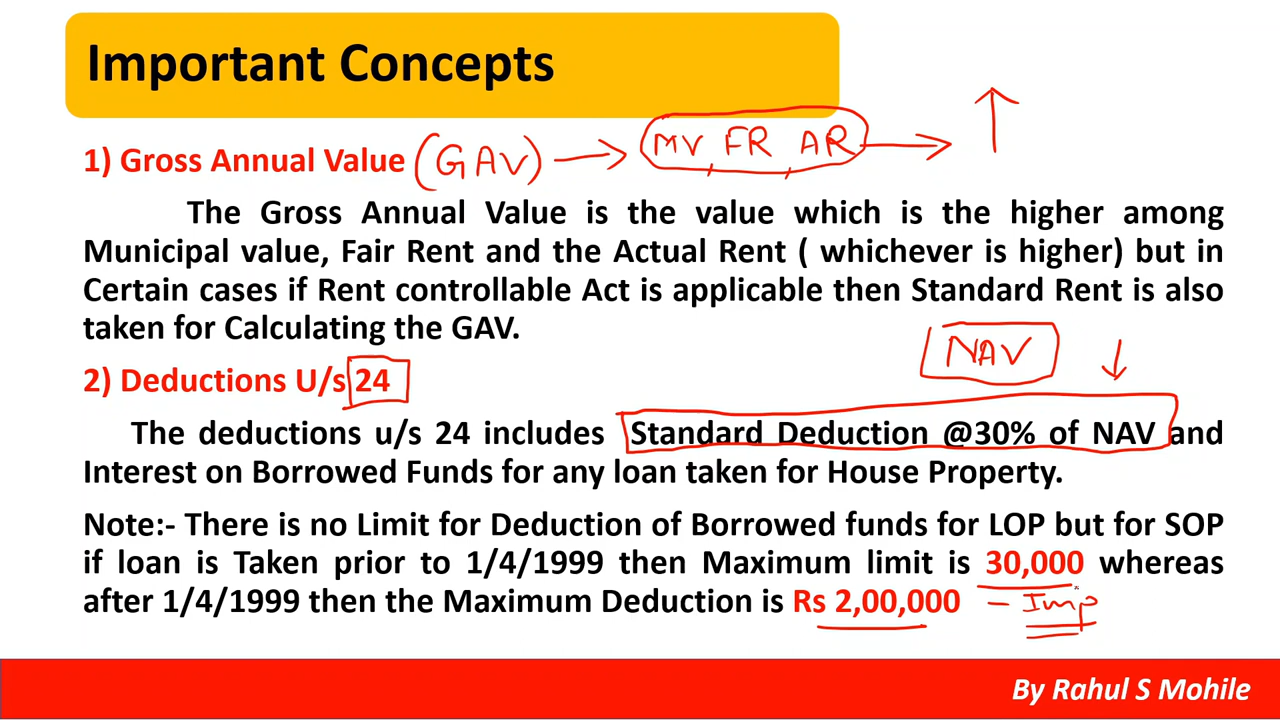 Important Concepts
1) Gross Annual Value (GAV) → MV, FR, AR → ↑
The Gross Annual Value is the value which is the higher among
Municipal value, Fair Rent and the Actual Rent ( whichever is higher) but in
Certain cases if Rent controllable Act is applicable then Standard Rent is also
taken for Calculating the GAV.
NAV ↓
2) Deductions U/s 24
The deductions u/s 24 includes Standard Deduction @30% of NAV and
Interest on Borrowed Funds for any loan taken for House Property.
Note:- There is no Limit for Deduction of Borrowed funds for LOP but for SOP
if loan is Taken prior to 1/4/1999 then Maximum limit is 30,000 whereas
after 1/4/1999 then the Maximum Deduction is Rs 2,00,000 – Imp
By Rahul S Mohile